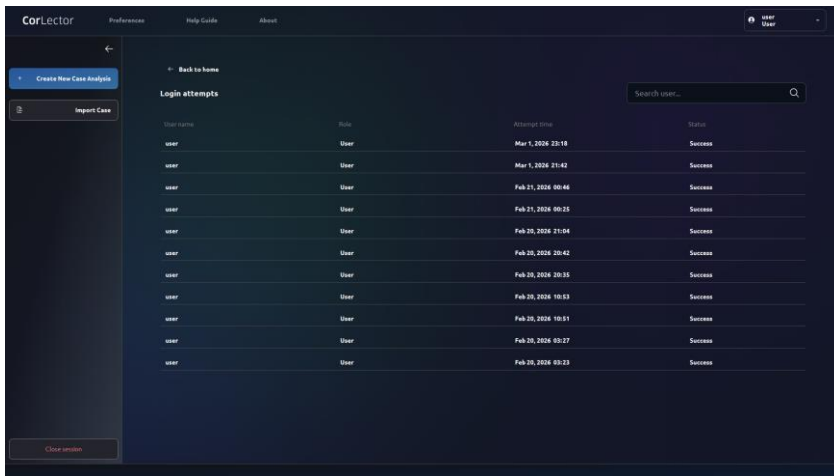 CorLector Preferences Help Guide About user
User
←
+ Create New Case Analysis
Import Case
← Back to home
Login attempts
Search user...
User name Role Attempt time Status
user User Mar 1, 2026 23:18 Success
user User Mar 1, 2026 21:42 Success
user User Feb 21, 2026 00:46 Success
user User Feb 21, 2026 00:25 Success
user User Feb 20, 2026 21:04 Success
user User Feb 20, 2026 20:42 Success
user User Feb 20, 2026 20:35 Success
user User Feb 20, 2026 10:53 Success
user User Feb 20, 2026 10:51 Success
user User Feb 20, 2026 03:27 Success
user User Feb 20, 2026 03:23 Success
Close session